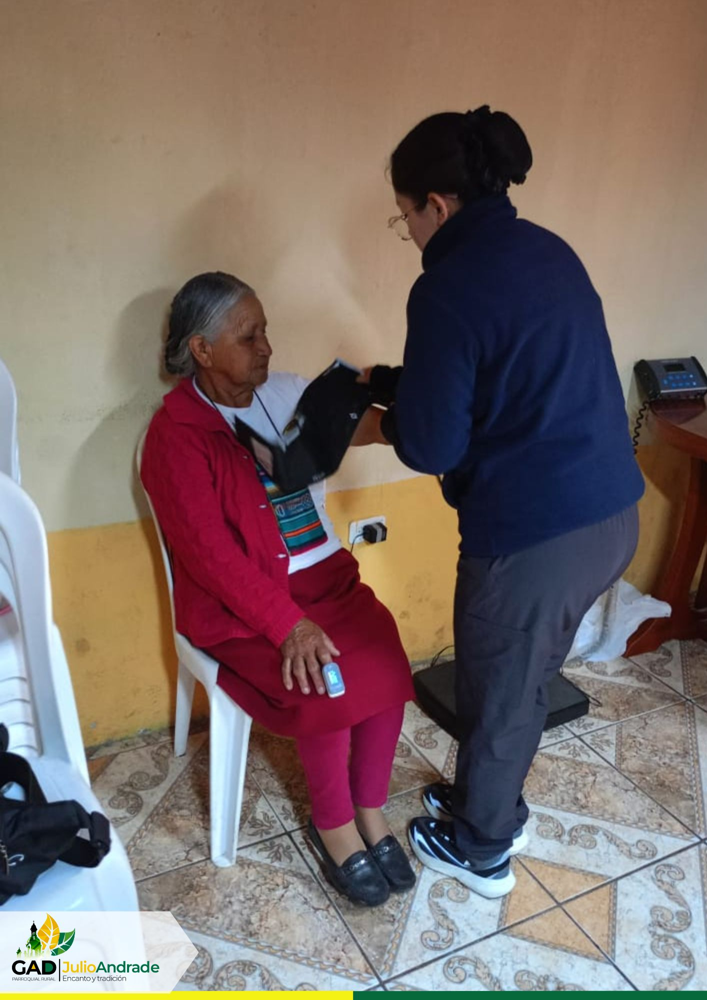 GAD
PARROQUIAL RURAL
JulioAndrade
Encanto y tradición